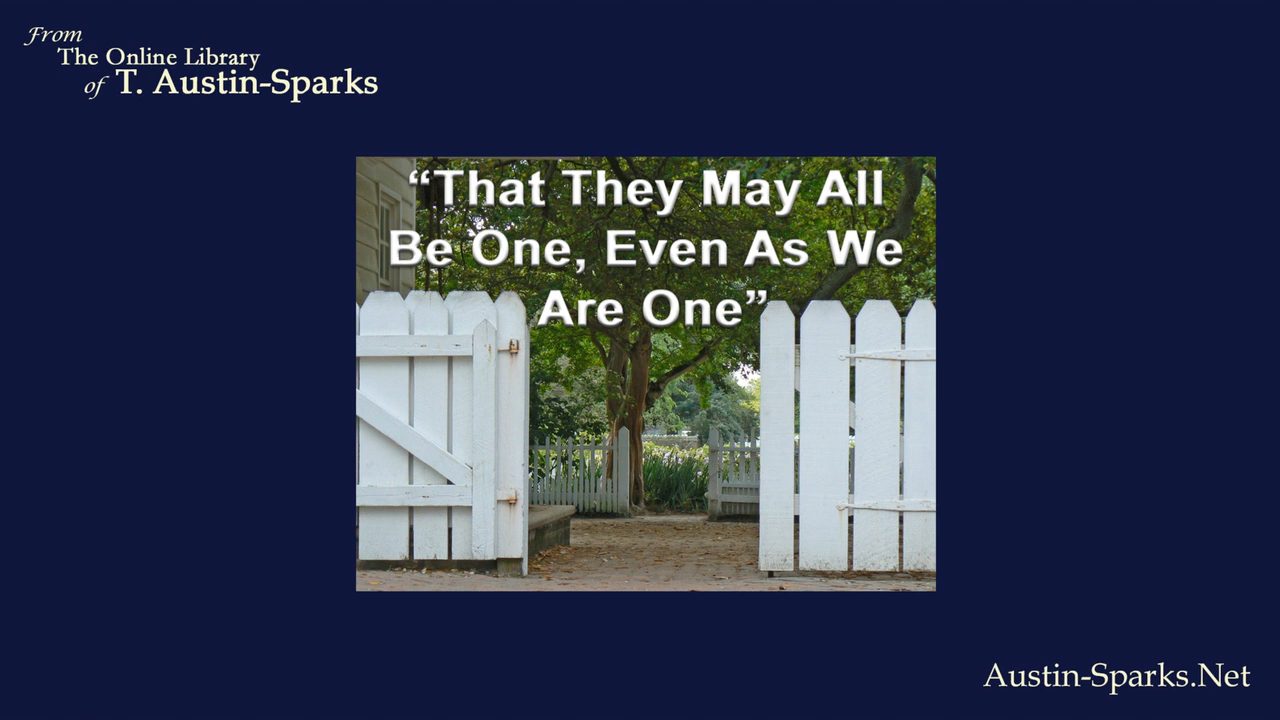 From
The Online Library
of T. Austin-Sparks
“That They May All
Be One, Even As We
Are One”
Austin-Sparks.Net